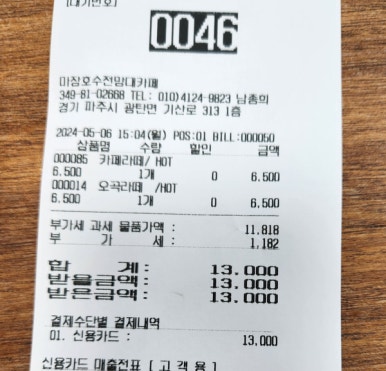 [대기번호]
0046
마장호수전망대카페
349-81-02668 TEL: 010)4124-9823 남총의
경기 파주시 광탄면 기산로 313 1층
2024-05-06 15:04(월) POS:01 BILL:000050
상품명 수량 할인 금액
000085 카페라떼/ HOT
6.500 1개 0 6.500
000014 오곡라떼 /HOT
6.500 1개 0 6.500
부가세 과세 물품가액 : 11.818
부 가 세 : 1.182
합 계 : 13.000
받을금액: 13.000
받은금액: 13.000
결제수단별 결제내역
01. 신용카드 : 13,000
신용카드 매출전표 [ 고 객 용 ]